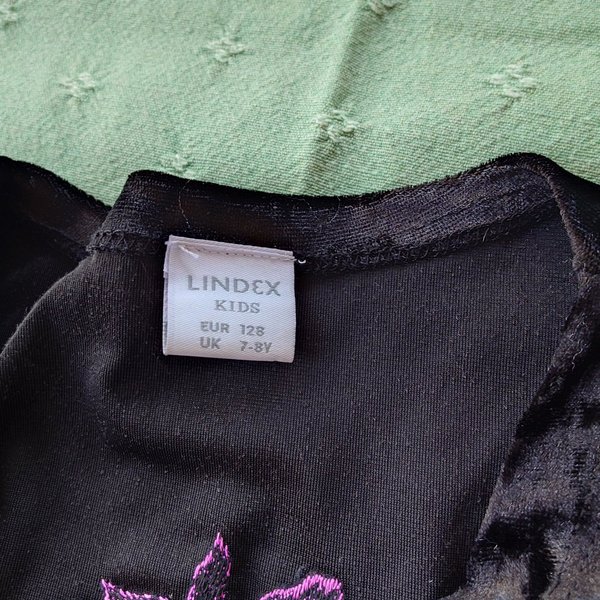 LINDEX
KIDS
EUR 128
UK 7-8Y